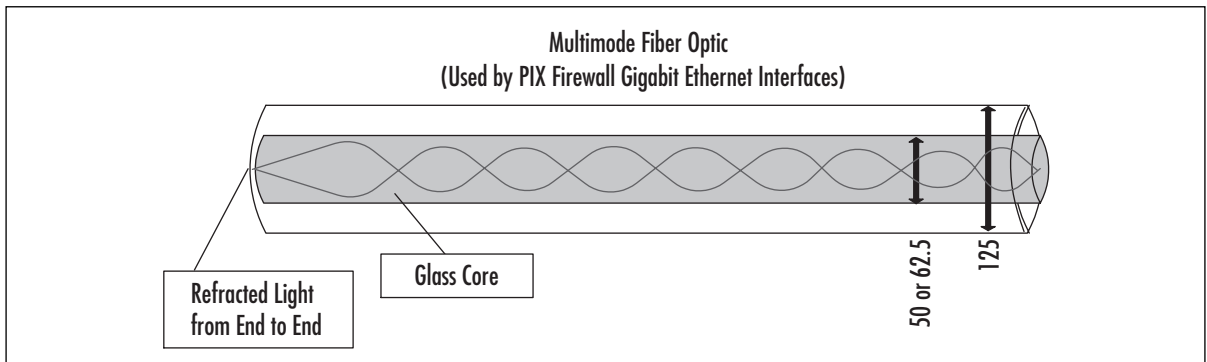 Multimode Fiber Optic
(Used by PIX Firewall Gigabit Ethernet Interfaces)
50 or 62.5
125
Glass Core
Refracted Light
from End to End